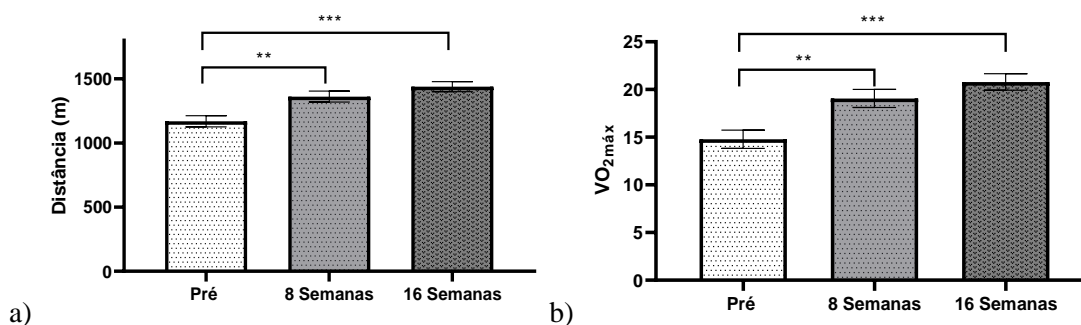 ***
**
1500
1000
500
0
Distância (m)
Pré
8 Semanas
16 Semanas
a)
***
**
25
20
15
10
5
0
VO2máx
Pré
8 Semanas
16 Semanas
b)